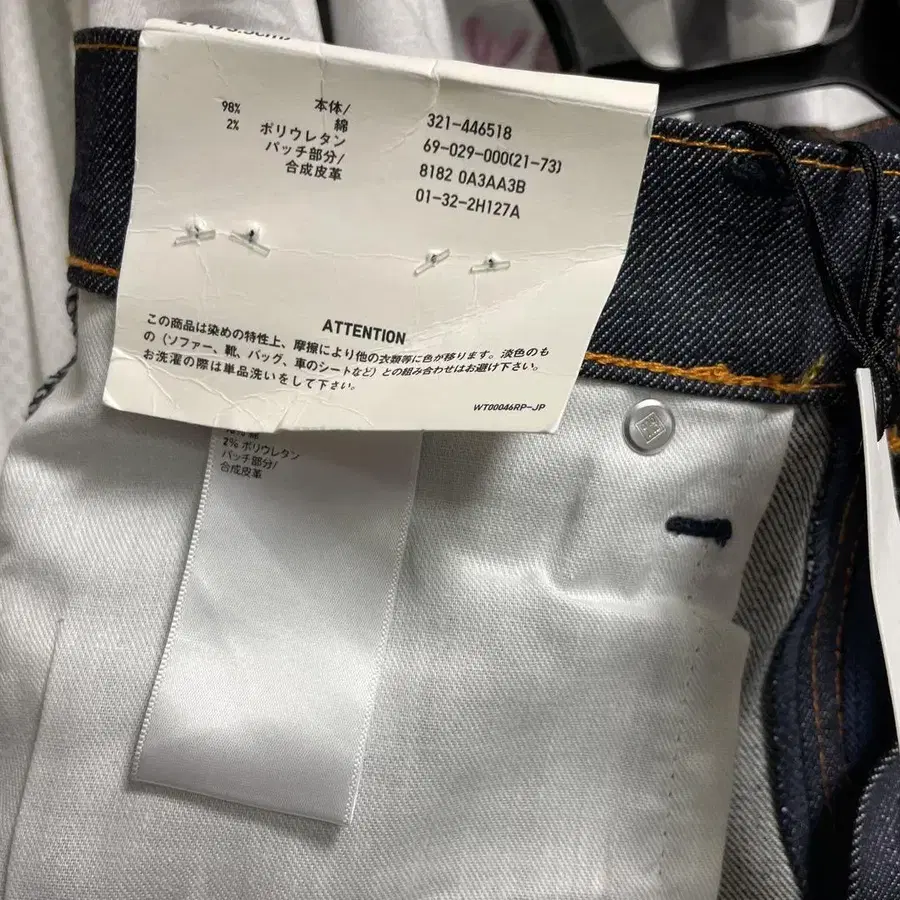 98% 本体/
2% 綿
ポリウレタン
パッチ部分/
合成皮革
321-446518
69-029-000(21-73)
8182 0A3AA3B
01-32-2H127A
ATTENTION
この商品は染めの特性上、摩擦により他の衣類等に色が移ります。淡色のも
の（ソファー、靴、バッグ、車のシートなど）との組み合わせはお避け下さい。
お洗濯の際は単品洗いをして下さい。
WT00046RP-JP
2% ポリウレタン
パッチ部分/
合成皮革